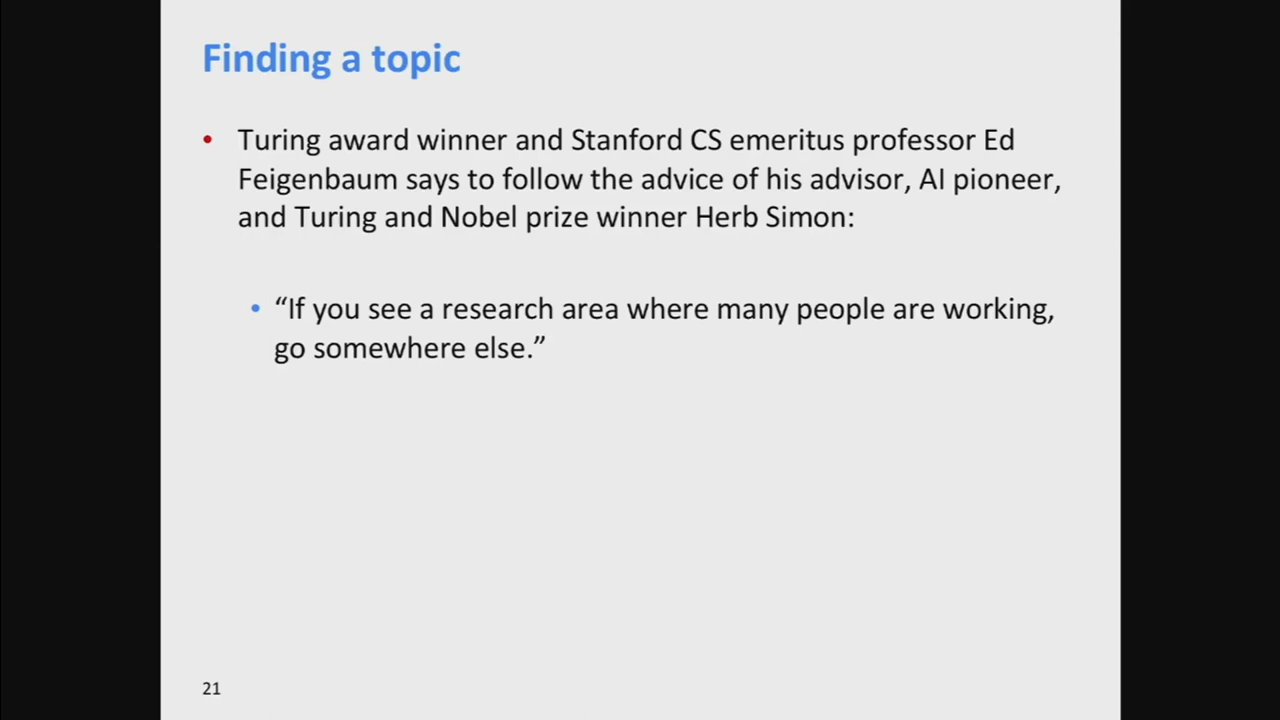 Finding a topic
• Turing award winner and Stanford CS emeritus professor Ed
Feigenbaum says to follow the advice of his advisor, AI pioneer,
and Turing and Nobel prize winner Herb Simon:
• “If you see a research area where many people are working,
go somewhere else.”
21